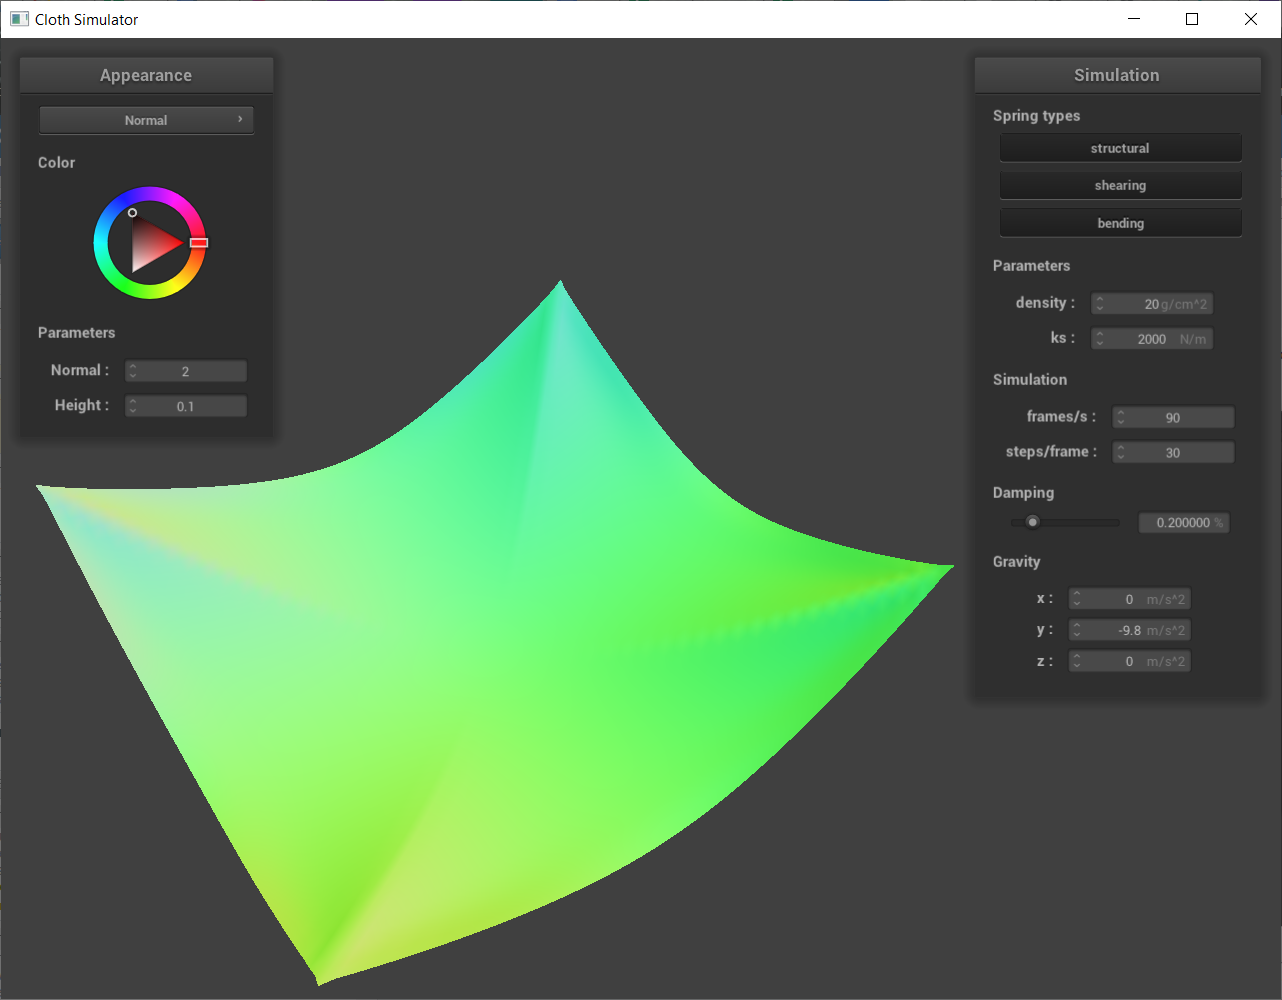 Cloth Simulator
Appearance
Normal
Color
Parameters
Normal : 2
Height : 0.1
Simulation
Spring types
structural
shearing
bending
Parameters
density : 20 g/cm^2
ks : 2000 N/m
Simulation
frames/s : 90
steps/frame : 30
Damping
0.200000 %
Gravity
x : 0 m/s^2
y : -9.8 m/s^2
z : 0 m/s^2